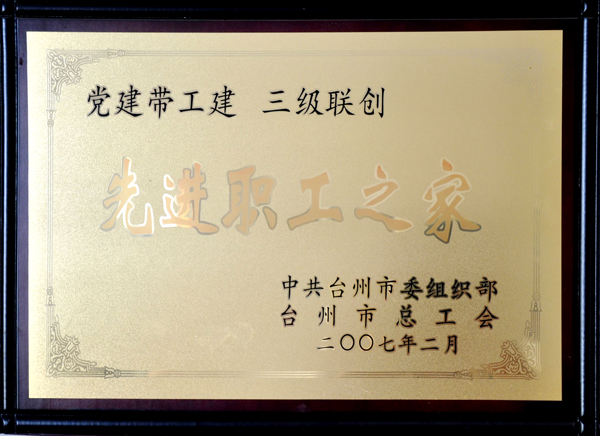 党建带工建 三级联创
先进职工之家
中共台州市委组织部
台州市总工会
二〇〇七年二月